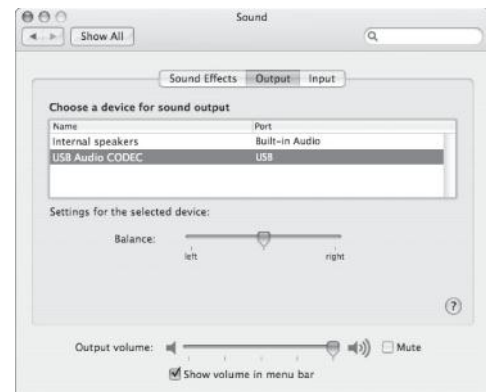 Sound
Show All
Sound Effects Output Input
Choose a device for sound output
Name Port
Internal speakers Built-in Audio
USB Audio CODEC USB
Settings for the selected device:
Balance:
left right
?
Output volume: Mute
Show volume in menu bar